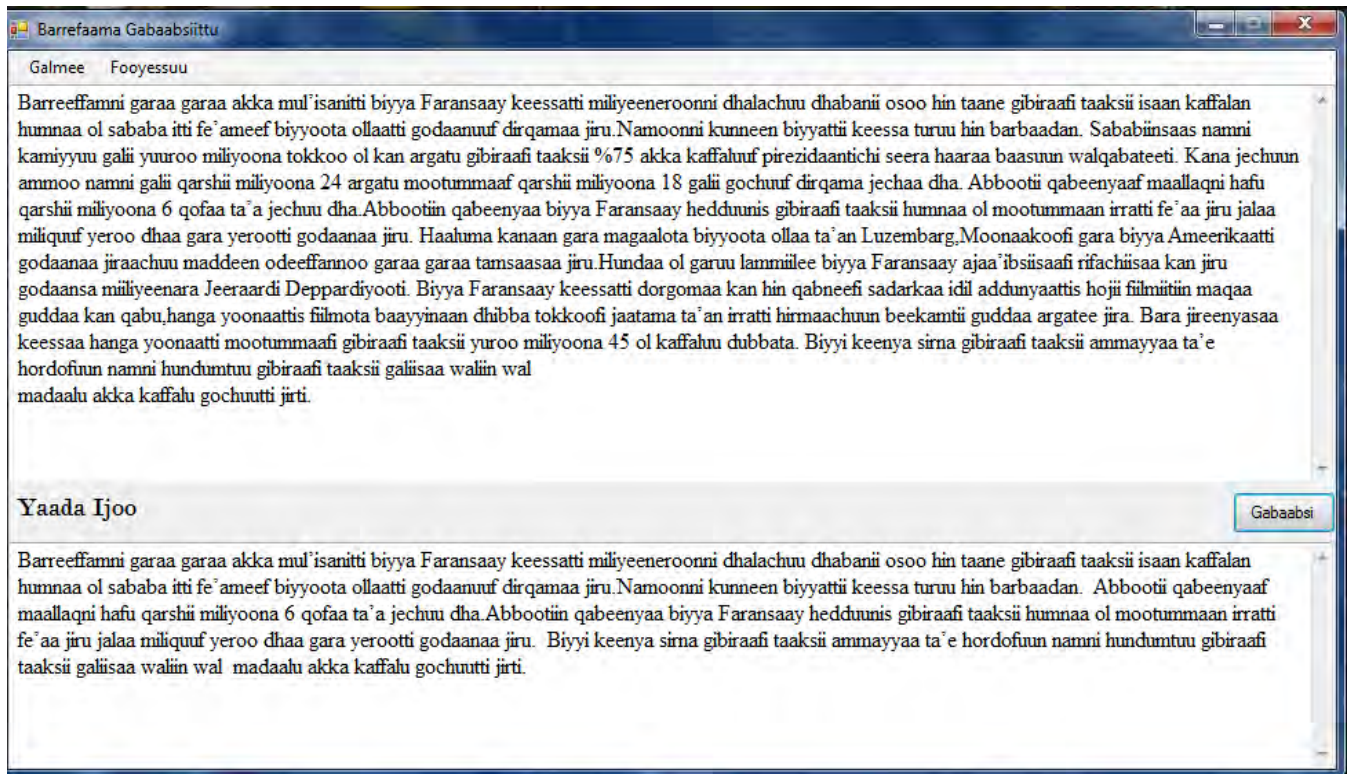 Barrefaama Gabaabsiittu
Galmee Fooyessuu
Barreeffamni garaa garaa akka mul'isanitti biyya Faransaay keessatti miliyeeneroonni dhalachuu dhabanii osoo hin taane gibiraafi taaksii isaan kaffalan
humnaa ol sababa itti fe'ameef biyyoota ollaatti godaanuuf dirqamaa jiru.Namoonni kunneen biyyattii keessa turuu hin barbaadan. Sababiinsaas namni
kamiyyuu galii yuuroo miliyoona tokkoo ol kan argatu gibiraafi taaksii %75 akka kaffaluuf pirezidaantichi seera haaraa baasuun walqabateeti. Kana jechuun
ammoo namni galii qarshii miliyoona 24 argatu mootummaaf qarshii miliyoona 18 galii gochuuf dirqama jechaa dha. Abbootii qabeenyaaf maallaqni hafu
qarshii miliyoona 6 qofaa ta'a jechuu dha.Abbootiin qabeenyaa biyya Faransaay hedduunis gibiraafi taaksii humnaa ol mootummaan irratti fe'aa jiru jalaa
miliquuf yeroo dhaa gara yerootti godaanaa jiru. Haaluma kanaan gara magaalota biyyoota ollaa ta'an Luzembarg,Moonaakoofi gara biyya Ameerikaatti
godaanaa jiraachuu maddeen odeeffannoo garaa garaa tamsaasaa jiru.Hundaa ol garuu lammiilee biyya Faransaay ajaa'ibsiisaafi rifachiisaa kan jiru
godaansa miiliyeenara Jeeraardi Deppardiyooti. Biyya Faransaay keessatti dorgomaa kan hin qabneefi sadarkaa idil addunyaattis hojii fiilmiitiin maqaa
guddaa kan qabu,hanga yoonaattis fiilmota baayyinaan dhibba tokkoofi jaatama ta'an irratti hirmaachuun beekamtii guddaa argatee jira. Bara jireenyasaa
keessaa hanga yoonaatti mootummaafi gibiraafi taaksii yuroo miliyoona 45 ol kaffaluu dubbata. Biyyi keenya sirna gibiraafi taaksii ammayyaa ta'e
hordofuun namni hundumtuu gibiraafi taaksii galiisaa waliin wal
madaalu akka kaffalu gochuutti jirti.
Yaada Ijoo
Gabaabsi
Barreeffamni garaa garaa akka mul'isanitti biyya Faransaay keessatti miliyeeneroonni dhalachuu dhabanii osoo hin taane gibiraafi taaksii isaan kaffalan
humnaa ol sababa itti fe'ameef biyyoota ollaatti godaanuuf dirqamaa jiru.Namoonni kunneen biyyattii keessa turuu hin barbaadan. Abbootii qabeenyaaf
maallaqni hafu qarshii miliyoona 6 qofaa ta'a jechuu dha.Abbootiin qabeenyaa biyya Faransaay hedduunis gibiraafi taaksii humnaa ol mootummaan irratti
fe'aa jiru jalaa miliquuf yeroo dhaa gara yerootti godaanaa jiru. Biyyi keenya sirna gibiraafi taaksii ammayyaa ta'e hordofuun namni hundumtuu gibiraafi
taaksii galiisaa waliin wal madaalu akka kaffalu gochuutti jirti.